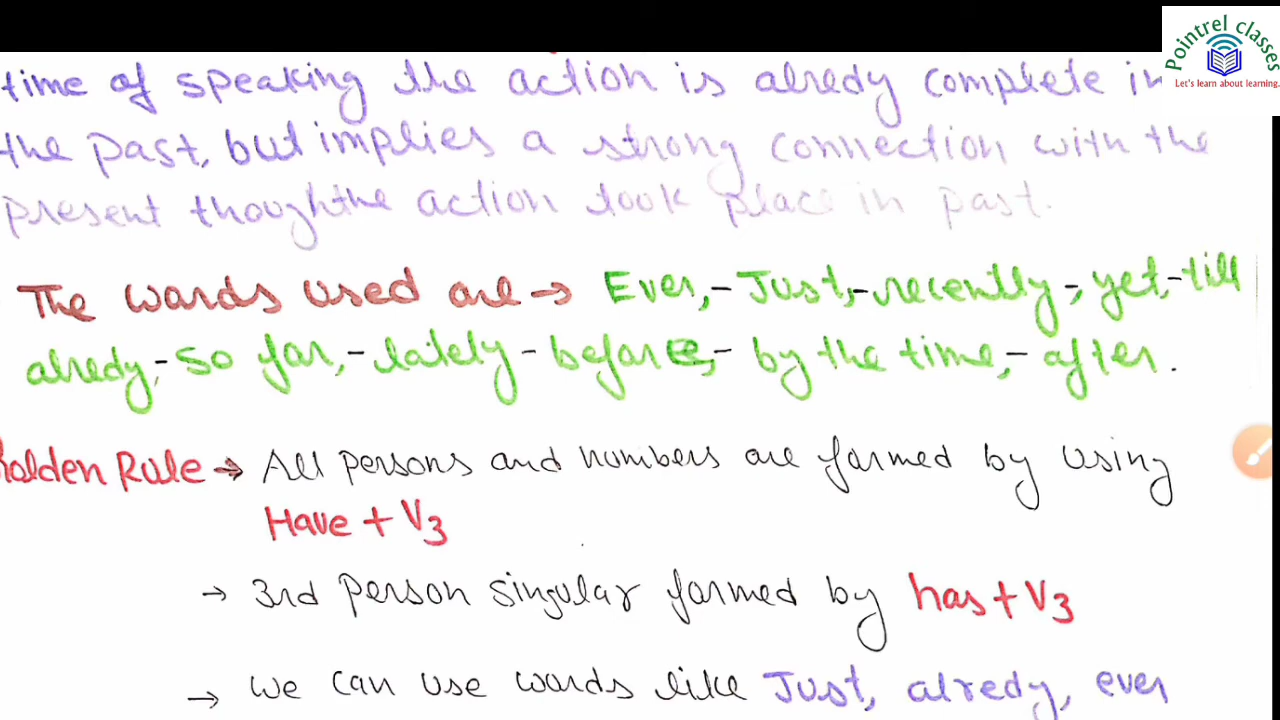 Pointrel classes
Let's learn about learning.
time of speaking the action is alredy complete in
the past, but implies a strong connection with the
present thoughthe action took place in past.
The words used are → Ever,- Just,-recently-, yet,-till
alredy,- so far,- lately - before,- by the time,- after.
Golden Rule → All persons and numbers are formed by using
Have + V3
→ 3rd person singular formed by has + V3
→ We can use words like Just, alredy, ever